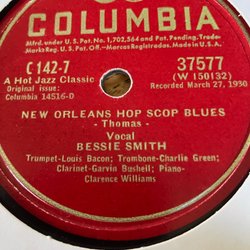 COLUMBIA
Mfrd. under U.S. Pat. No. 1,702,564 and Pat. Pending. Trade-
Mark Reg. U.S. Pat. Off.—Marcas Registradas. Made in U.S.A.
C 142-7
A Hot Jazz Classic
Original issue:
Columbia 14516-D
37577
(W 150132)
Recorded March 27, 1930
NEW ORLEANS HOP SCOP BLUES
- Thomas -
Vocal
BESSIE SMITH
Trumpet-Louis Bacon; Trombone-Charlie Green;
Clarinet-Garvin Bushell; Piano-
Clarence Williams